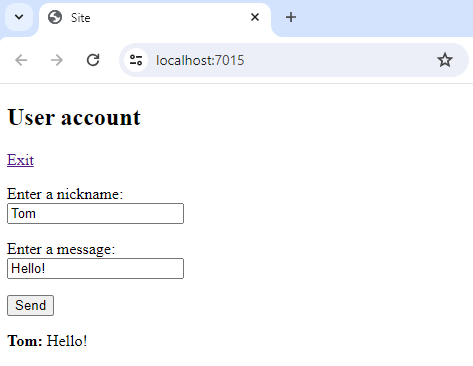 Site
localhost:7015
User account
Exit
Enter a nickname:
Tom
Enter a message:
Hello!
Send
Tom: Hello!